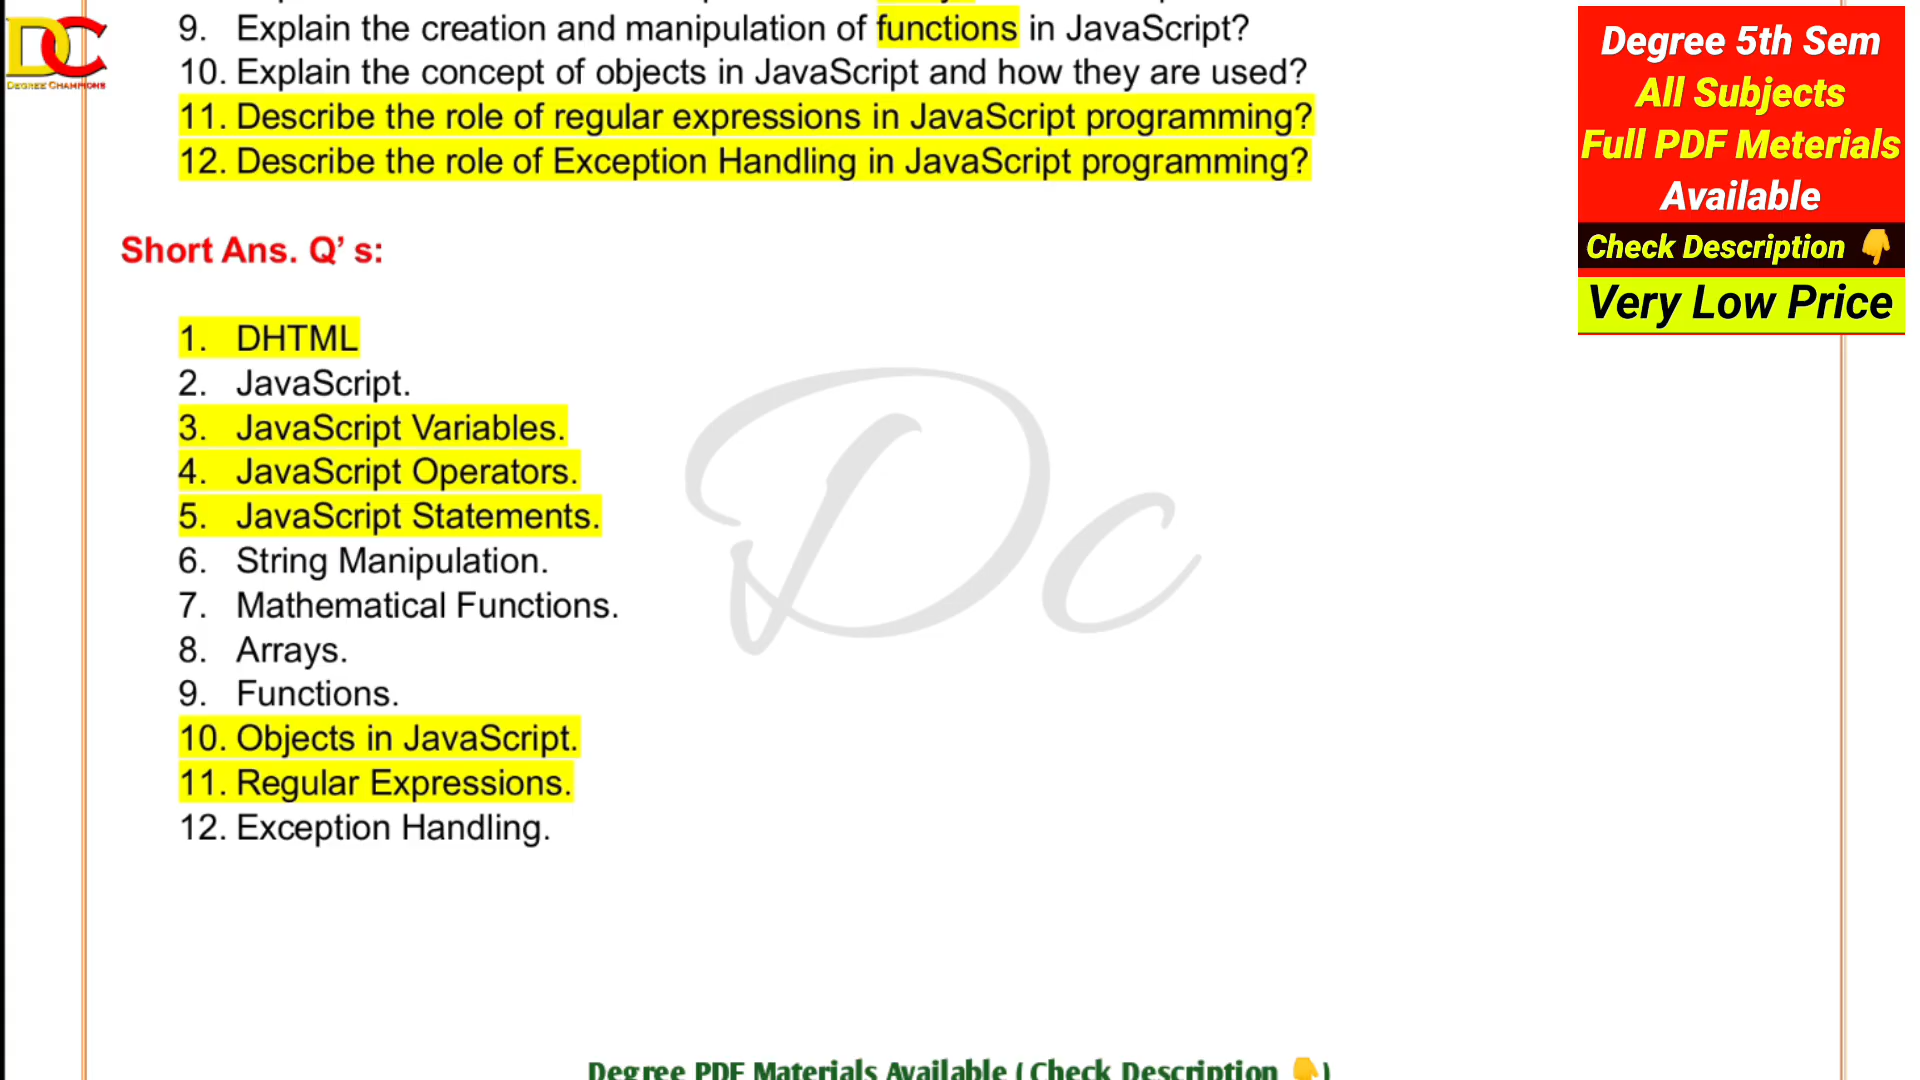 9. Explain the creation and manipulation of functions in JavaScript?
10. Explain the concept of objects in JavaScript and how they are used?
11. Describe the role of regular expressions in JavaScript programming?
12. Describe the role of Exception Handling in JavaScript programming?
Short Ans. Q’ s:
1. DHTML
2. JavaScript.
3. JavaScript Variables.
4. JavaScript Operators.
5. JavaScript Statements.
6. String Manipulation.
7. Mathematical Functions.
8. Arrays.
9. Functions.
10. Objects in JavaScript.
11. Regular Expressions.
12. Exception Handling.
Dc
DC
DEGREE CHAMPIONS
Degree 5th Sem
All Subjects
Full PDF Meterials
Available
Check Description 👇
Very Low Price
Degree PDF Materials Available ( Check Description 👇 )